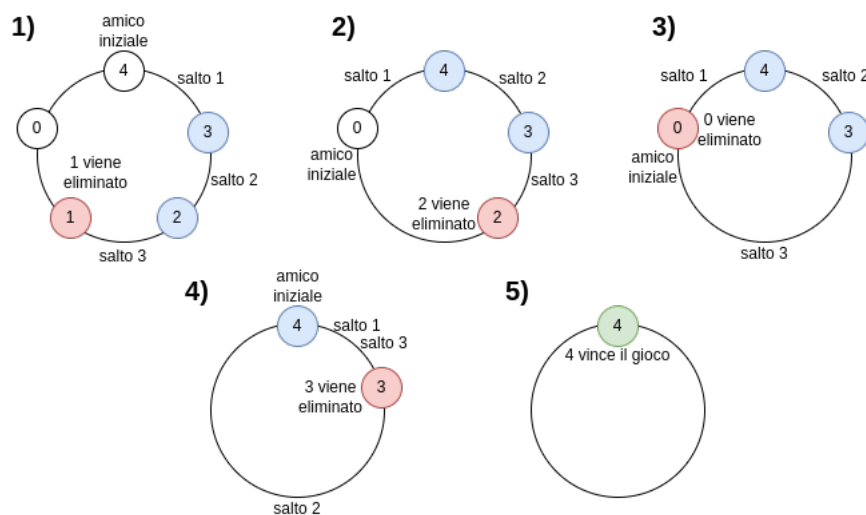 1)
amico
iniziale
4
salto 1
0
3
1 viene
eliminato
salto 2
1
2
salto 3
2)
salto 1
4
salto 2
0
3
amico
iniziale
salto 3
2 viene
eliminato
2
3)
salto 1
4
salto 2
0
0 viene
eliminato
3
amico
iniziale
salto 3
4)
amico
iniziale
4
salto 1
salto 3
3 viene
eliminato
3
salto 2
5)
4
4 vince il gioco